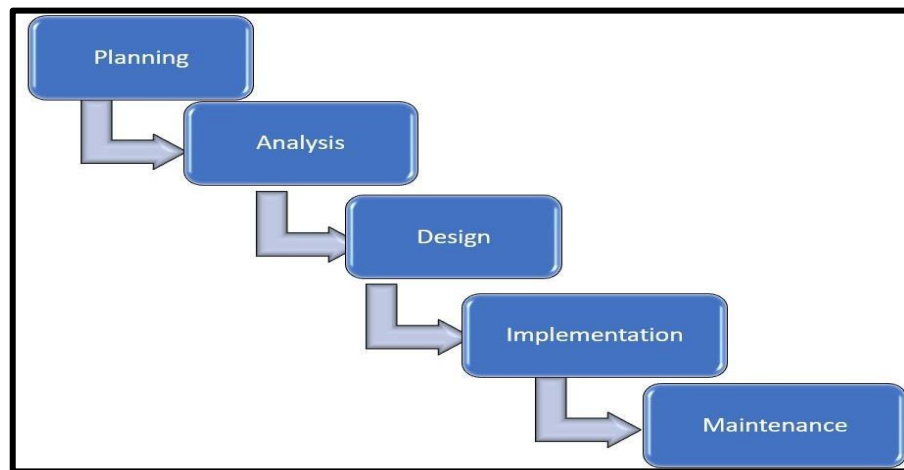 Planning
Analysis
Design
Implementation
Maintenance